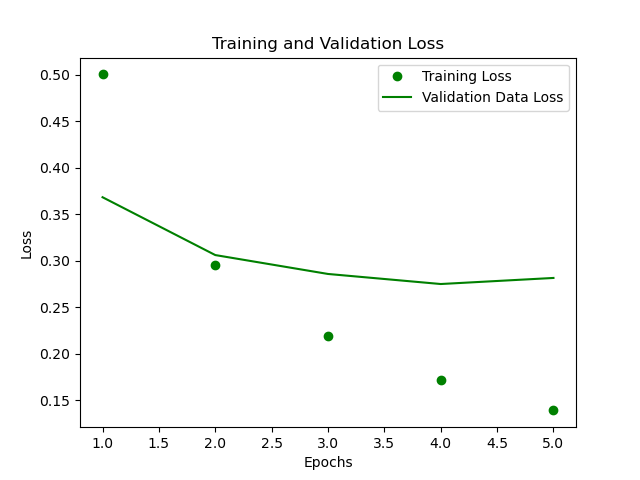 Training and Validation Loss
Training Loss
Validation Data Loss
0.50
0.45
0.40
0.35
0.30
0.25
0.20
0.15
Loss
1.0 1.5 2.0 2.5 3.0 3.5 4.0 4.5 5.0
Epochs